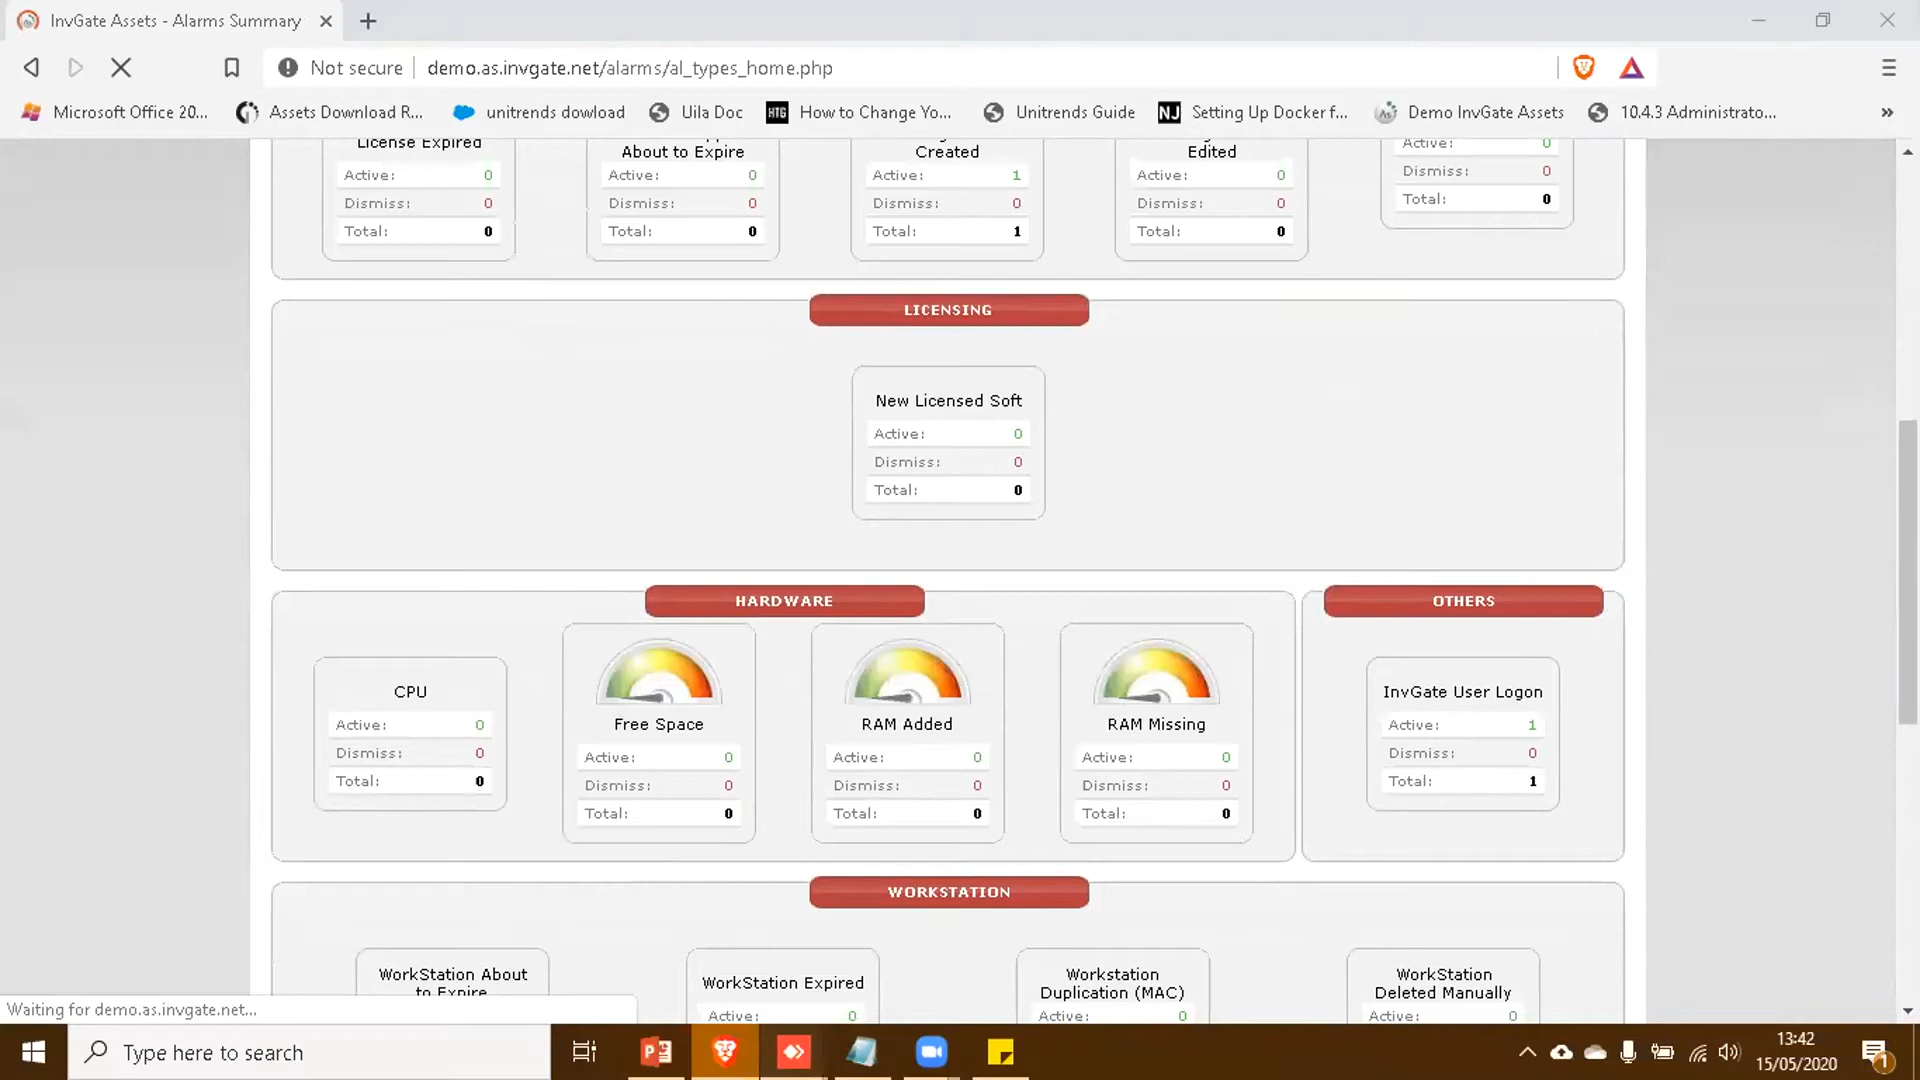 InvGate Assets - Alarms Summary
Not secure
demo.as.invgate.net/alarms/al_types_home.php
Microsoft Office 20...
Assets Download R...
unitrends dowload
Uila Doc
HTG
How to Change Yo...
Unitrends Guide
NJ
Setting Up Docker f...
As
Demo InvGate Assets
10.4.3 Administrato...
License Expired
Active: 0
Dismiss: 0
Total: 0
About to Expire
Active: 0
Dismiss: 0
Total: 0
Created
Active: 1
Dismiss: 0
Total: 1
Edited
Active: 0
Dismiss: 0
Total: 0
Active: 0
Dismiss: 0
Total: 0
LICENSING
New Licensed Soft
Active: 0
Dismiss: 0
Total: 0
HARDWARE
CPU
Active: 0
Dismiss: 0
Total: 0
Free Space
Active: 0
Dismiss: 0
Total: 0
RAM Added
Active: 0
Dismiss: 0
Total: 0
RAM Missing
Active: 0
Dismiss: 0
Total: 0
OTHERS
InvGate User Logon
Active: 1
Dismiss: 0
Total: 1
WORKSTATION
WorkStation About
to Expire
WorkStation Expired
Active: 0
Workstation
Duplication (MAC)
Active: 0
WorkStation
Deleted Manually
Active: 0
Waiting for demo.as.invgate.net...
Type here to search
13:42
15/05/2020
1